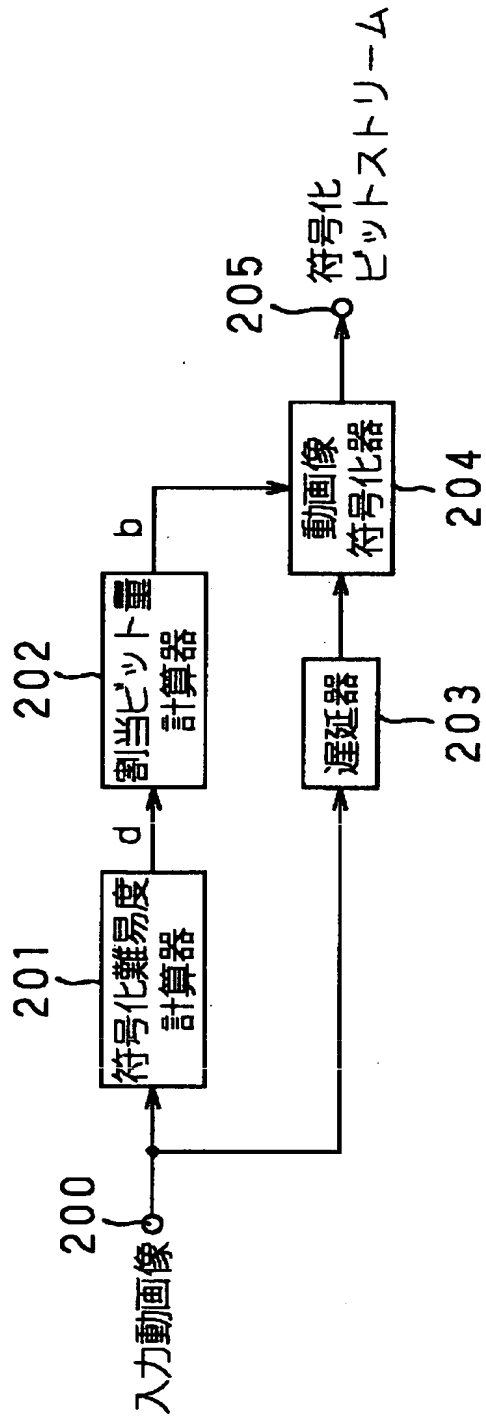 200
入力動画像
201
符号化難易度
計算器
d
202
割当ビット量
計算器
b
203
遅延器
204
動画像
符号化器
205
符号化
ビットストリーム